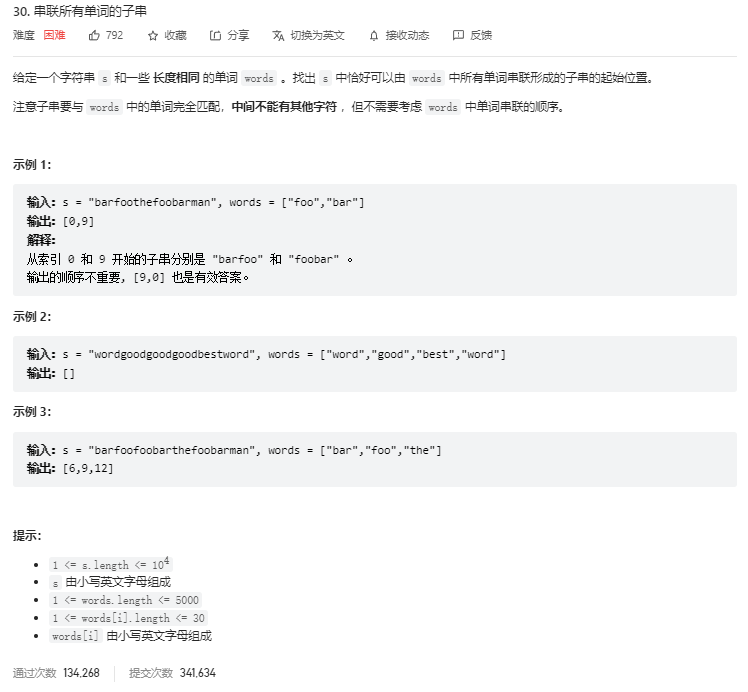 30. 串联所有单词的子串
难度 困难 792 收藏 分享 切换为英文 接收动态 反馈
给定一个字符串 s 和一些 长度相同 的单词 words 。找出 s 中恰好可以由 words 中所有单词串联形成的子串的起始位置。
注意子串要与 words 中的单词完全匹配，中间不能有其他字符 ，但不需要考虑 words 中单词串联的顺序。
示例 1：
输入：s = "barfoothefoobarman", words = ["foo","bar"]
输出：[0,9]
解释：
从索引 0 和 9 开始的子串分别是 "barfoo" 和 "foobar" 。
输出的顺序不重要, [9,0] 也是有效答案。
示例 2：
输入：s = "wordgoodgoodgoodbestword", words = ["word","good","best","word"]
输出：[]
示例 3：
输入：s = "barfoofoobarthefoobarman", words = ["bar","foo","the"]
输出：[6,9,12]
提示：
• 1 <= s.length <= 10⁴
• s 由小写英文字母组成
• 1 <= words.length <= 5000
• 1 <= words[i].length <= 30
• words[i] 由小写英文字母组成
通过次数 134,268 提交次数 341,634